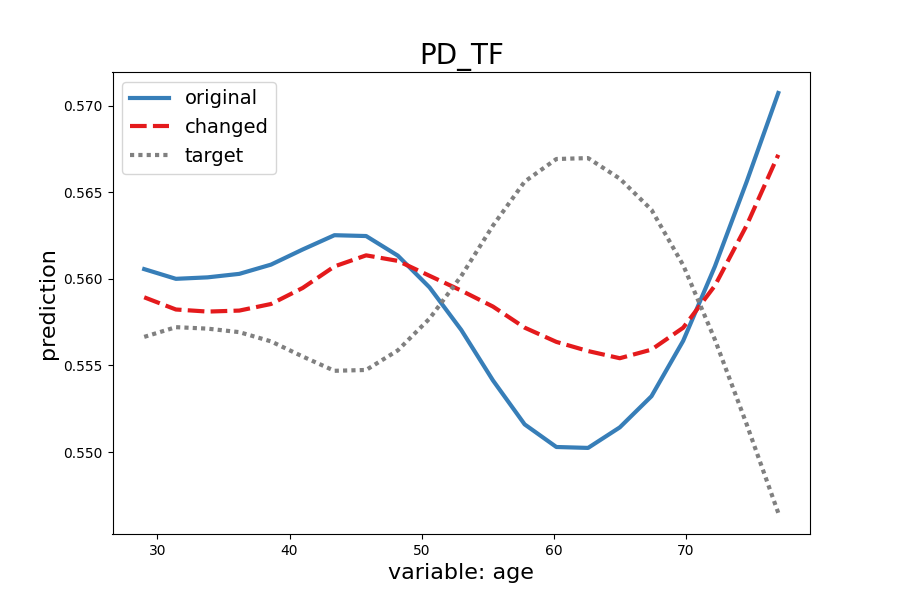 PD_TF
original
changed
target
0.570
0.565
0.560
0.555
0.550
prediction
30 40 50 60 70
variable: age